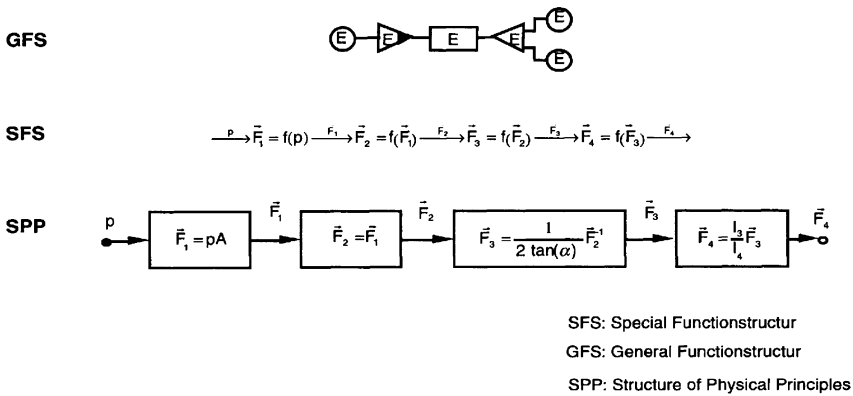 GFS
E E E E E E
SFS
p→ F⃗₁ = f(p) F₁→ F⃗₂ = f(F⃗₁) F₂→ F⃗₃ = f(F⃗₂) F₃→ F⃗₄ = f(F⃗₃) F₄→
SPP
p F⃗₁ = pA F⃗₁ F⃗₂ = F⃗₁ F⃗₂ F⃗₃ = 1 / 2 tan(α) F⃗₂⁻¹ F⃗₃ F⃗₄ = l₃/l₄ F⃗₃ F⃗₄
SFS: Special Functionstructur
GFS: General Functionstructur
SPP: Structure of Physical Principles